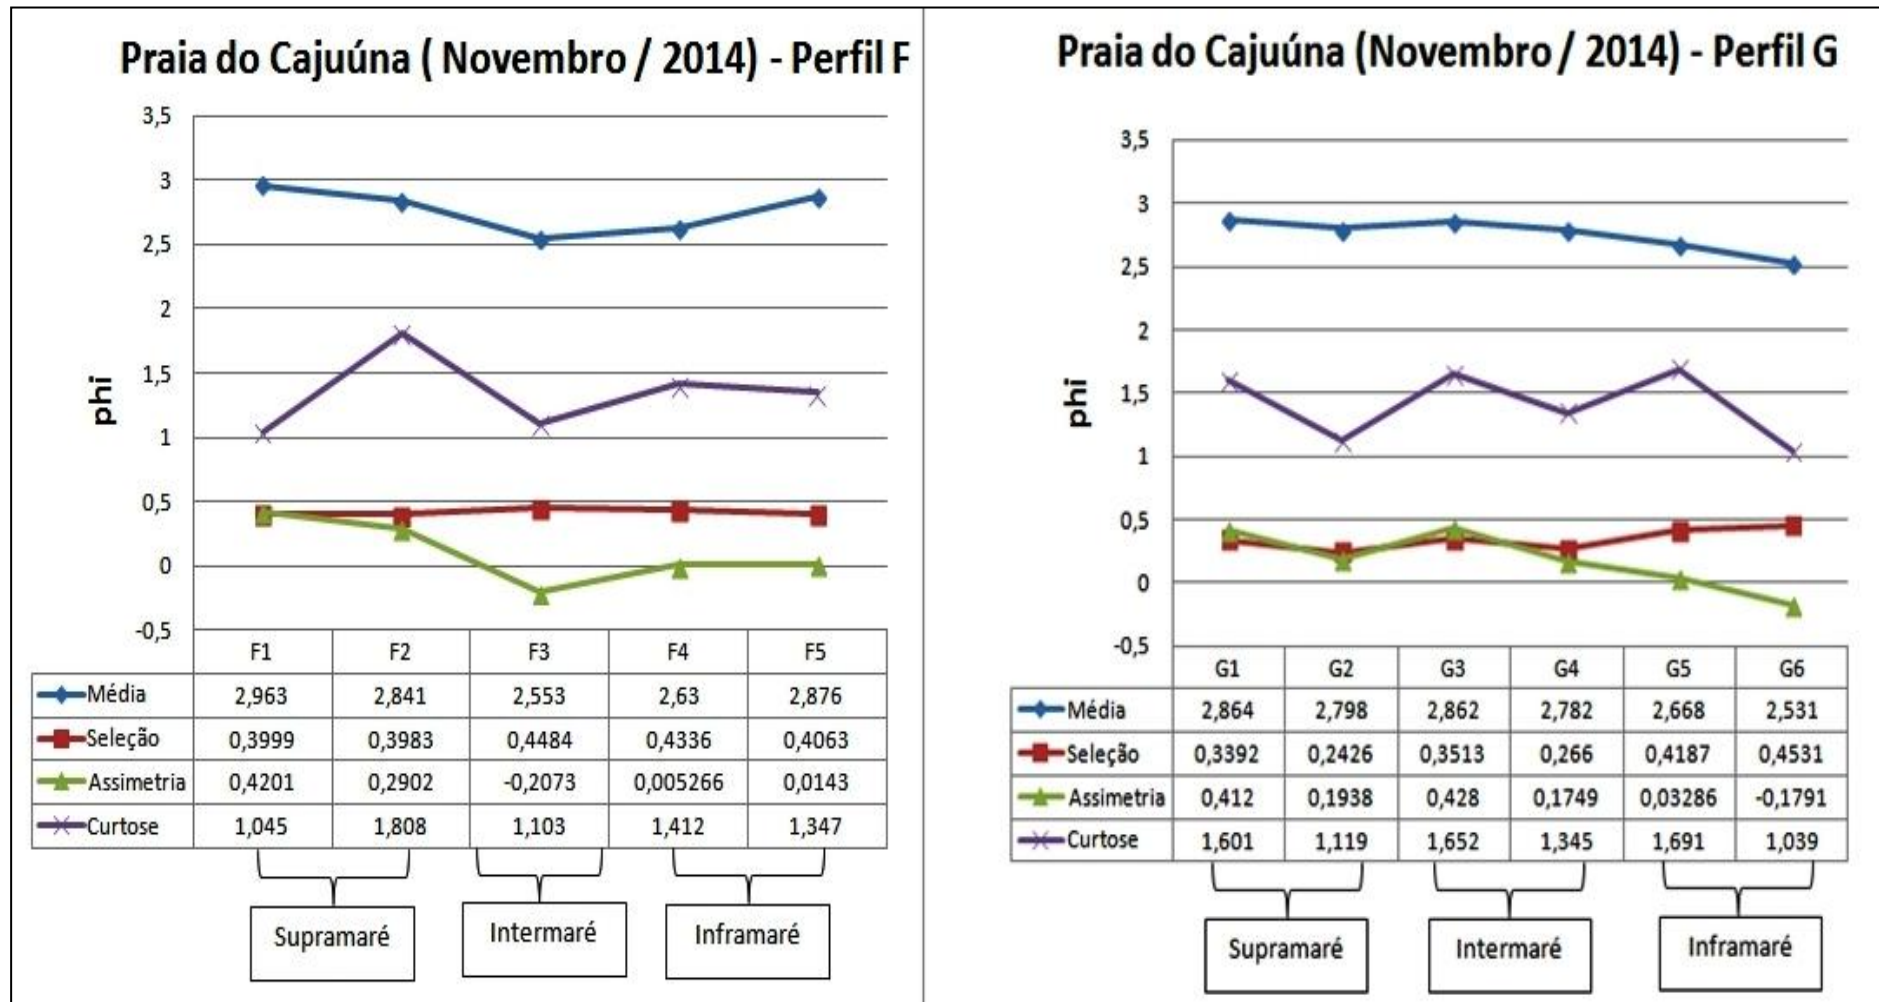 Praia do Cajuúna ( Novembro / 2014) - Perfil F
3,5
3
2,5
2
1,5
1
0,5
0
-0,5
phi
F1 F2 F3 F4 F5
Média 2,963 2,841 2,553 2,63 2,876
Seleção 0,3999 0,3983 0,4484 0,4336 0,4063
Assimetria 0,4201 0,2902 -0,2073 0,005266 0,0143
Curtose 1,045 1,808 1,103 1,412 1,347
Supramaré Intermaré Inframaré
Praia do Cajuúna (Novembro / 2014) - Perfil G
3,5
3
2,5
2
1,5
1
0,5
0
-0,5
phi
G1 G2 G3 G4 G5 G6
Média 2,864 2,798 2,862 2,782 2,668 2,531
Seleção 0,3392 0,2426 0,3513 0,266 0,4187 0,4531
Assimetria 0,412 0,1938 0,428 0,1749 0,03286 -0,1791
Curtose 1,601 1,119 1,652 1,345 1,691 1,039
Supramaré Intermaré Inframaré